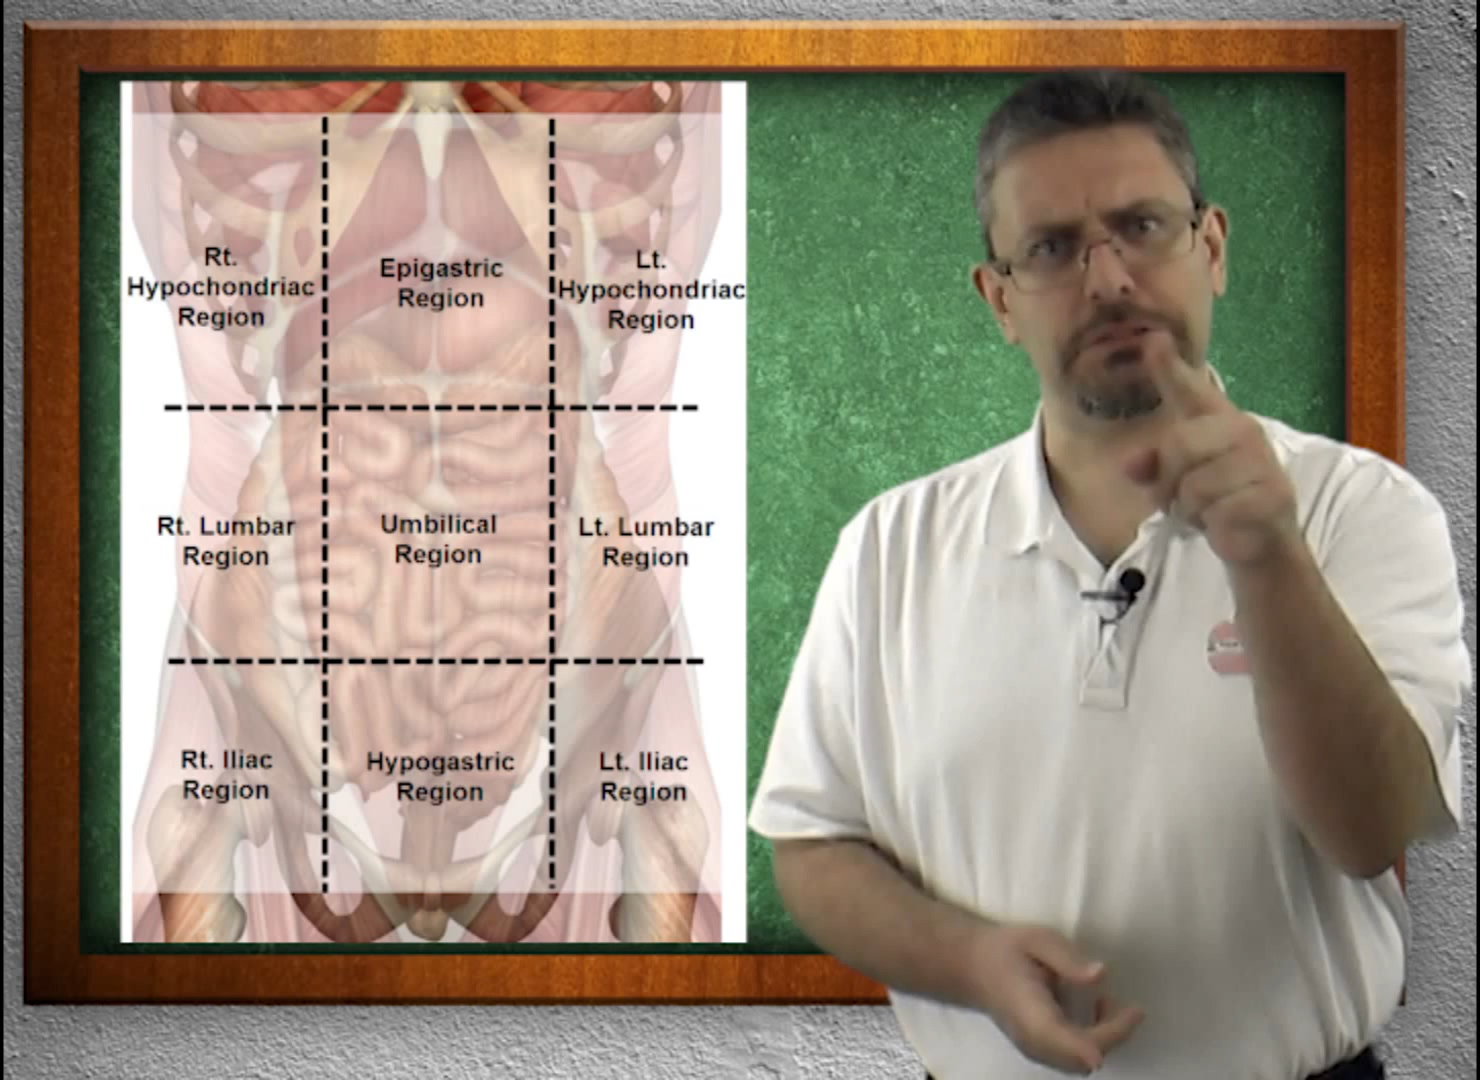 Rt.
Hypochondriac
Region
Epigastric
Region
Lt.
Hypochondriac
Region
Rt. Lumbar
Region
Umbilical
Region
Lt. Lumbar
Region
Rt. Iliac
Region
Hypogastric
Region
Lt. Iliac
Region